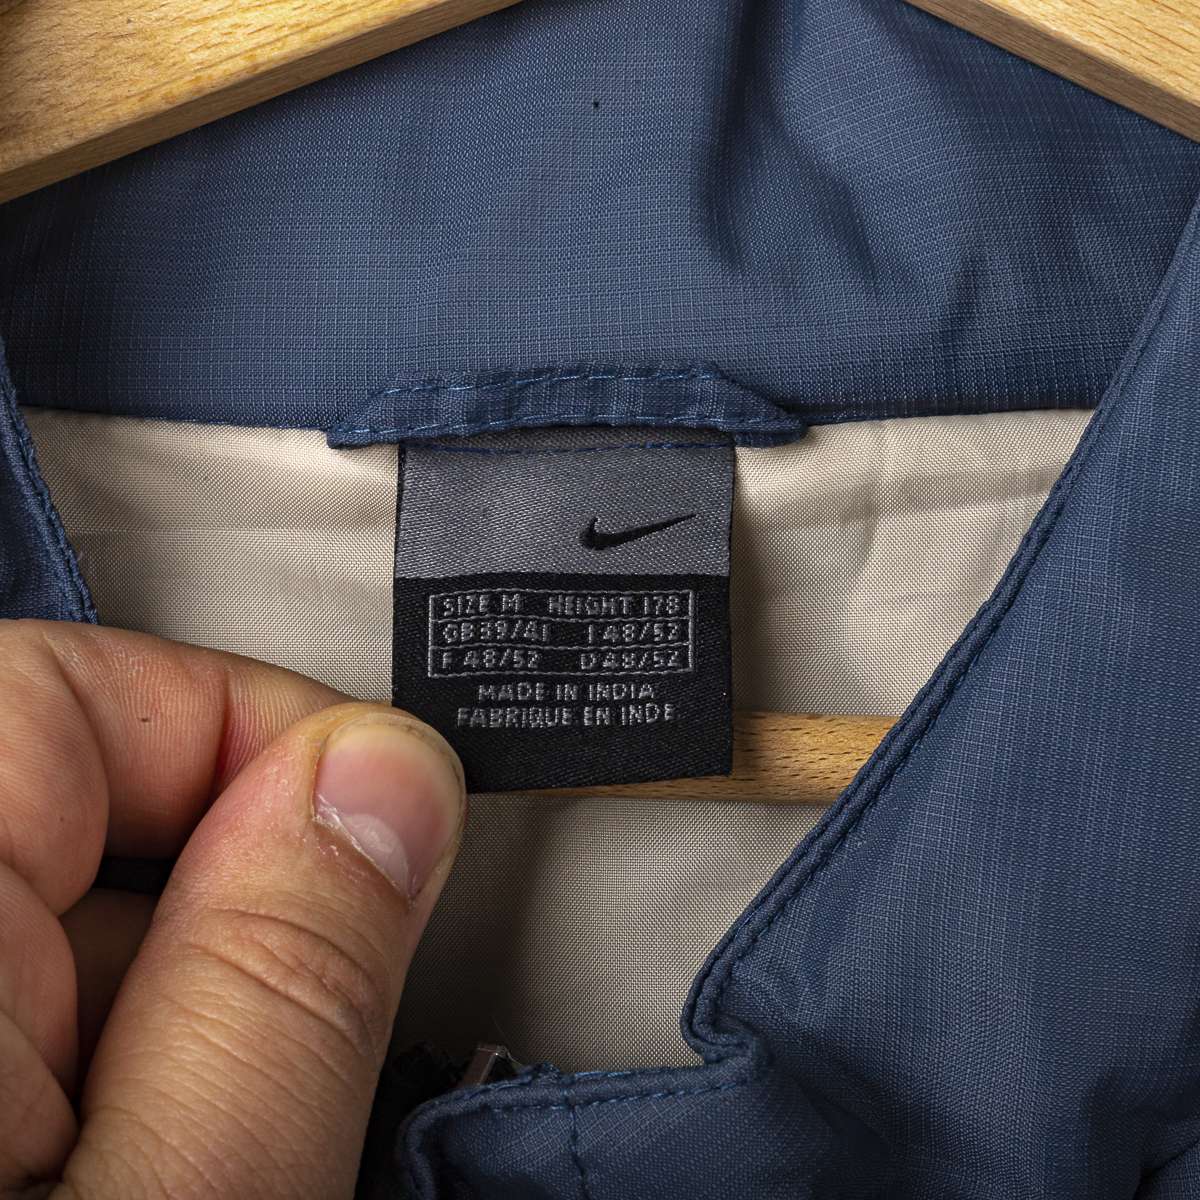 SIZE M HEIGHT 178
GB 39/41 I 48/52
F 48/52 D 48/52
MADE IN INDIA
FABRIQUE EN INDE